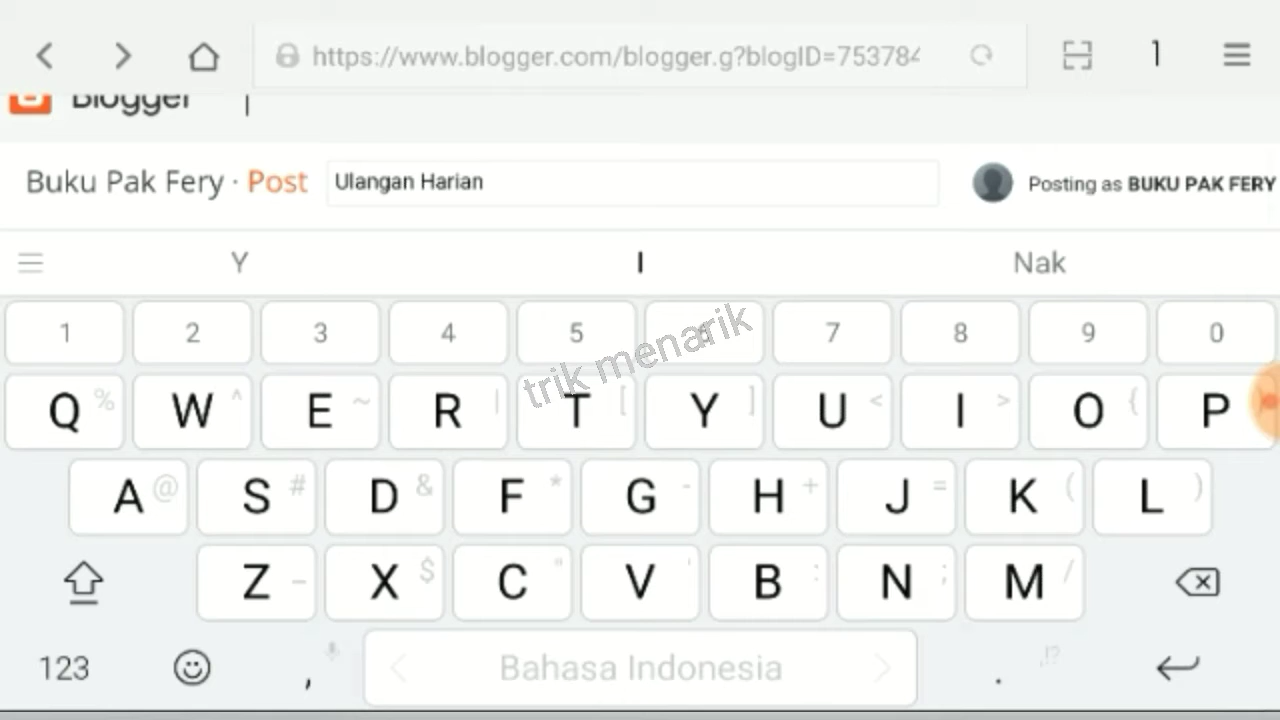 https://www.blogger.com/blogger.g?blogID=753784
1
Blogger
Buku Pak Fery · Post
Ulangan Harian
Posting as BUKU PAK FERY
Y I Nak
1 2 3 4 5 6 7 8 9 0
Q % W ^ E ~ R | T [ Y ] U < I > O { P
A @ S # D & F * G - H + J = K ( L )
Z _ X $ C " V ' B : N ; M /
123 , Bahasa Indonesia . ,!?
trik menarik